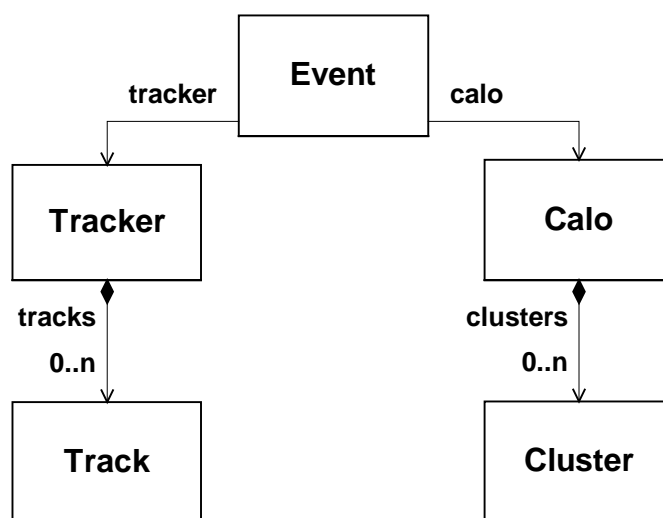 Event
tracker
calo
Tracker
Calo
tracks
0..n
clusters
0..n
Track
Cluster